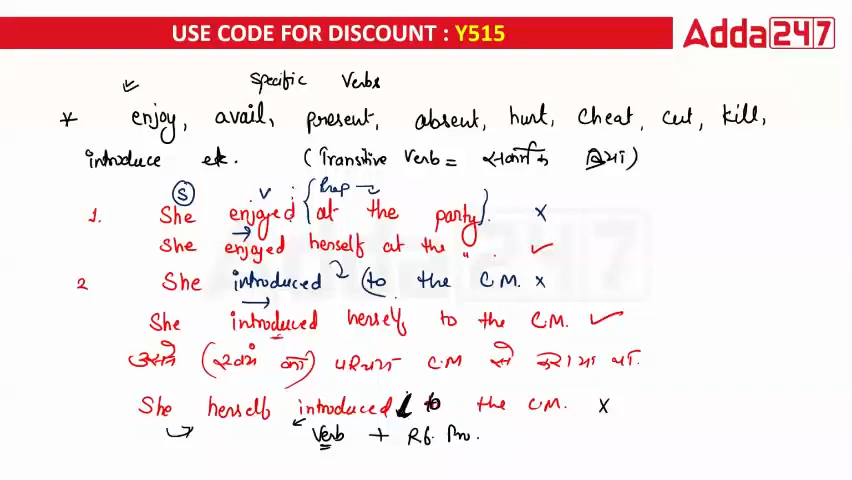 USE CODE FOR DISCOUNT : Y515
Adda247
specific verbs
* enjoy, avail, present, absent, hurt, cheat, cut, kill,
introduce etc. (Transitive verb = सकर्मक क्रिया)
S V Prep
1. She enjoyed at the party. x
She enjoyed herself at the " . ✓
2 She introduced to the C M. x
She introduced herself to the C.M. ✓
उसने (स्वयं का) परिचय C.M से कराया था.
She herself introduced to the C.M. x
Verb + Rf. Pro.